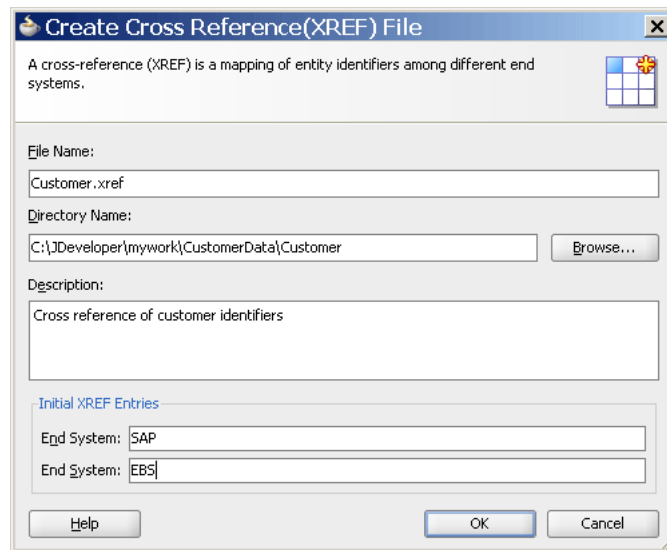 Create Cross Reference(XREF) File
A cross-reference (XREF) is a mapping of entity identifiers among different end
systems.
File Name:
Customer.xref
Directory Name:
C:\JDeveloper\mywork\CustomerData\Customer
Browse...
Description:
Cross reference of customer identifiers
Initial XREF Entries
End System: SAP
End System: EBS
Help
OK
Cancel